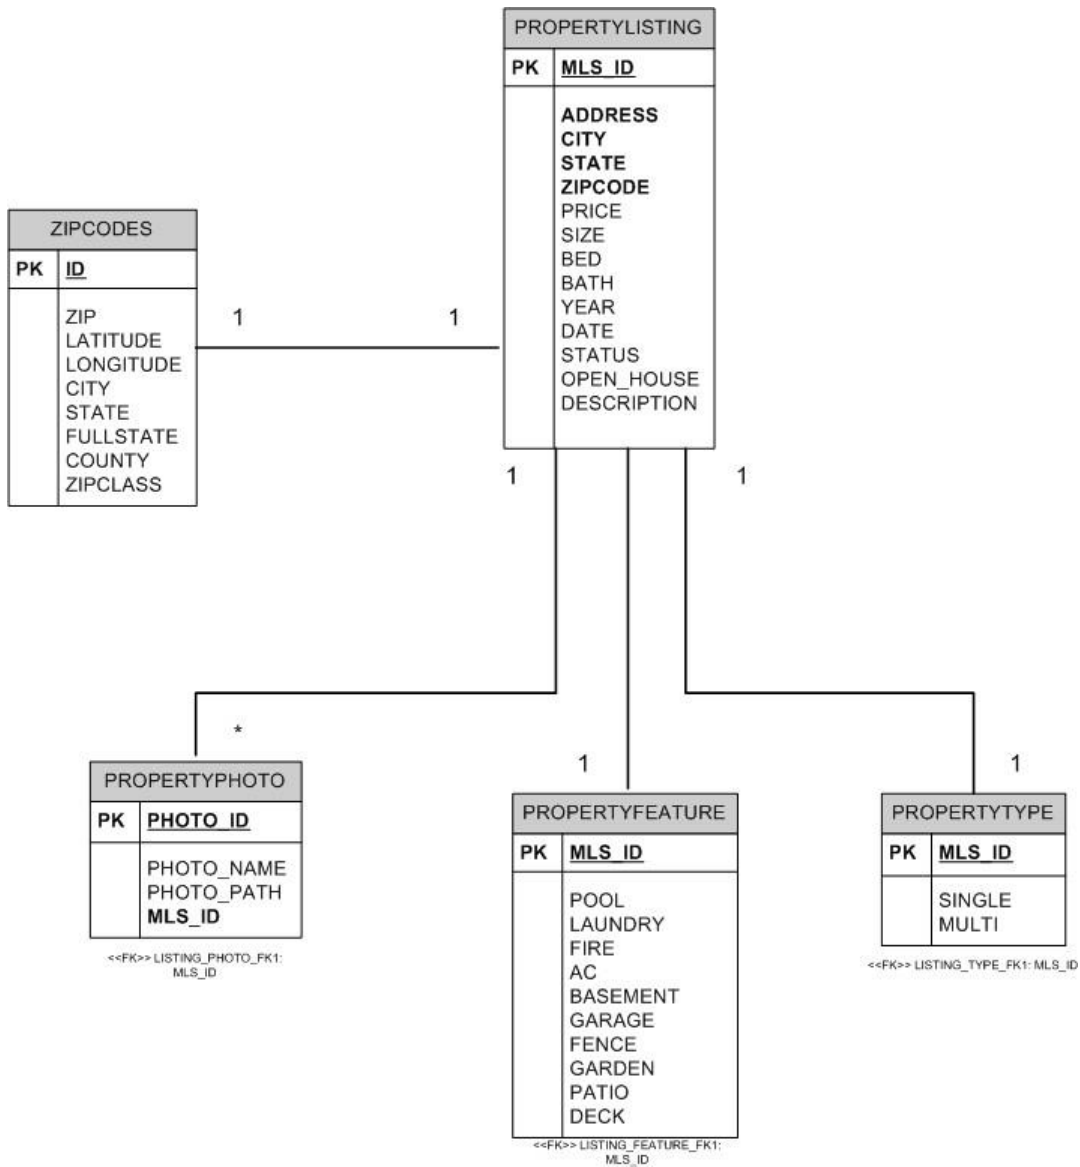 PROPERTYLISTING
PK MLS_ID
ADDRESS
CITY
STATE
ZIPCODE
PRICE
SIZE
BED
BATH
YEAR
DATE
STATUS
OPEN_HOUSE
DESCRIPTION
ZIPCODES
PK ID
ZIP
LATITUDE
LONGITUDE
CITY
STATE
FULLSTATE
COUNTY
ZIPCLASS
1 1
1 1
*
1
1
PROPERTYPHOTO
PK PHOTO_ID
PHOTO_NAME
PHOTO_PATH
MLS_ID
<<FK>> LISTING_PHOTO_FK1:
MLS_ID
PROPERTYFEATURE
PK MLS_ID
POOL
LAUNDRY
FIRE
AC
BASEMENT
GARAGE
FENCE
GARDEN
PATIO
DECK
<<FK>> LISTING_FEATURE_FK1:
MLS_ID
PROPERTYTYPE
PK MLS_ID
SINGLE
MULTI
<<FK>> LISTING_TYPE_FK1: MLS_ID